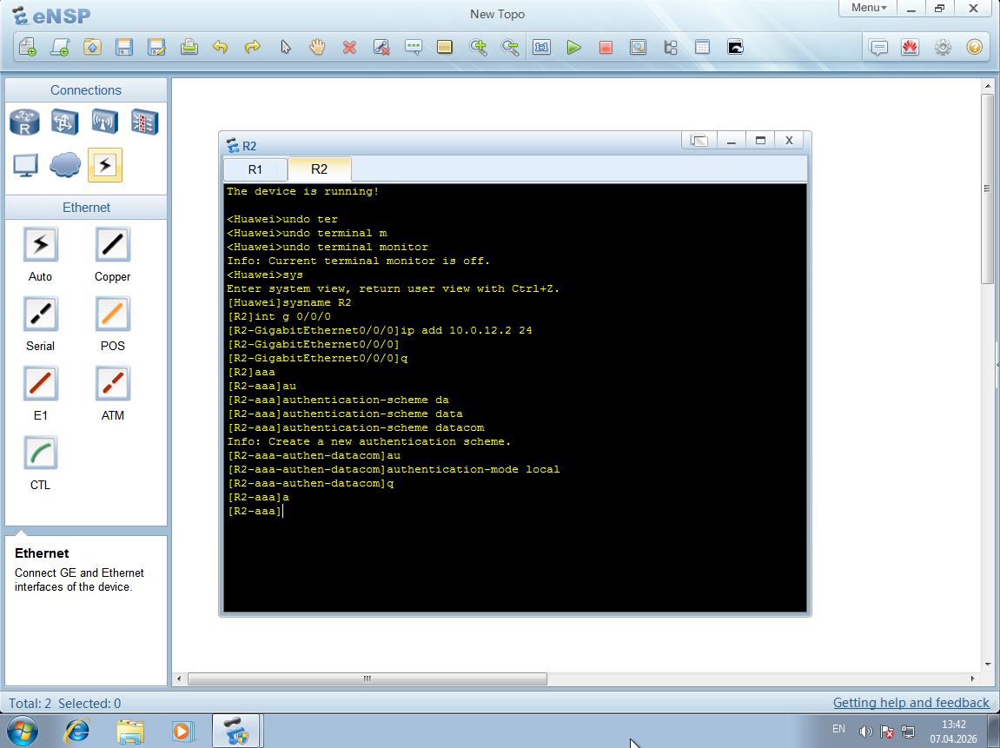 eNSP
New Topo
Menu
Connections
R
Ethernet
Auto
Copper
Serial
POS
E1
ATM
CTL
Ethernet
Connect GE and Ethernet
interfaces of the device.
R2
R1
R2
The device is running!
<Huawei>undo ter
<Huawei>undo terminal m
<Huawei>undo terminal monitor
Info: Current terminal monitor is off.
<Huawei>sys
Enter system view, return user view with Ctrl+Z.
[Huawei]sysname R2
[R2]int g 0/0/0
[R2-GigabitEthernet0/0/0]ip add 10.0.12.2 24
[R2-GigabitEthernet0/0/0]
[R2-GigabitEthernet0/0/0]q
[R2]aaa
[R2-aaa]au
[R2-aaa]authentication-scheme da
[R2-aaa]authentication-scheme data
[R2-aaa]authentication-scheme datacom
Info: Create a new authentication scheme.
[R2-aaa-authen-datacom]au
[R2-aaa-authen-datacom]authentication-mode local
[R2-aaa-authen-datacom]q
[R2-aaa]a
[R2-aaa]
Total: 2 Selected: 0
Getting help and feedback
EN
13:42
07.04.2026